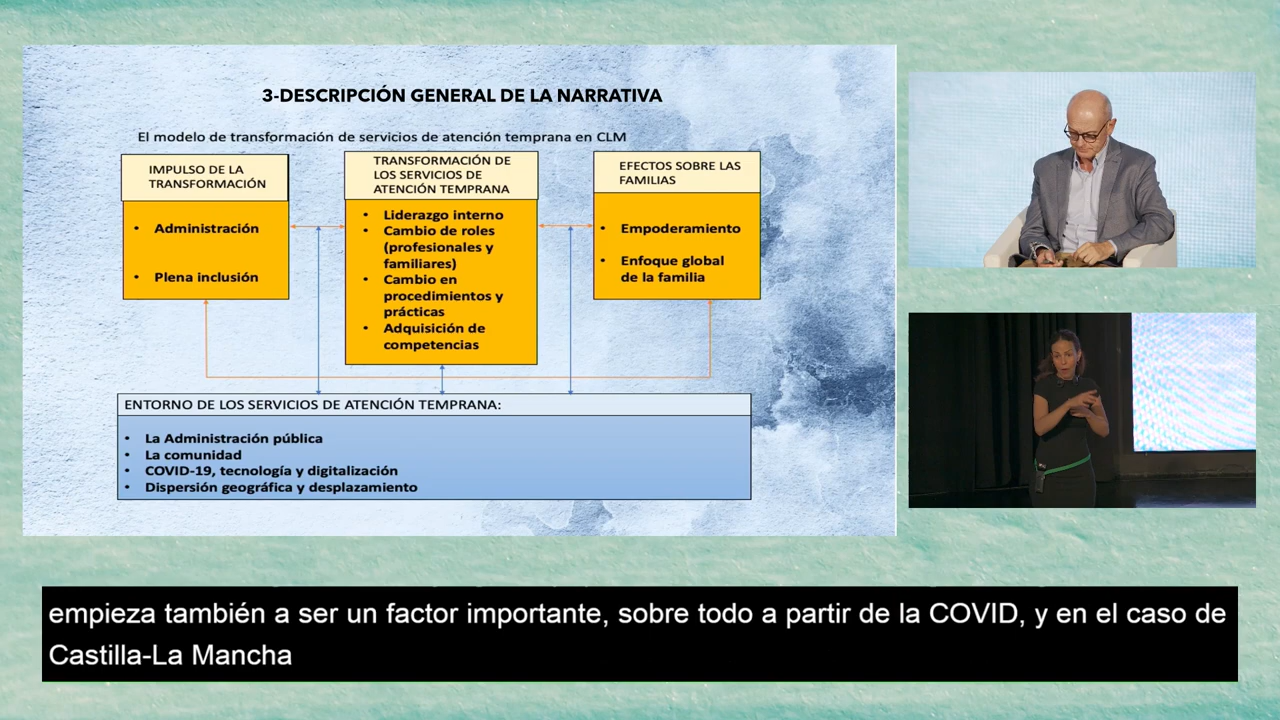 3-DESCRIPCIÓN GENERAL DE LA NARRATIVA
El modelo de transformación de servicios de atención temprana en CLM
IMPULSO DE LA
TRANSFORMACIÓN
• Administración
• Plena inclusión
TRANSFORMACIÓN DE
LOS SERVICIOS DE
ATENCIÓN TEMPRANA
• Liderazgo interno
• Cambio de roles
(profesionales y
familiares)
• Cambio en
procedimientos y
prácticas
• Adquisición de
competencias
EFECTOS SOBRE LAS
FAMILIAS
• Empoderamiento
• Enfoque global
de la familia
ENTORNO DE LOS SERVICIOS DE ATENCIÓN TEMPRANA:
• La Administración pública
• La comunidad
• COVID-19, tecnología y digitalización
• Dispersión geográfica y desplazamiento
empieza también a ser un factor importante, sobre todo a partir de la COVID, y en el caso de
Castilla-La Mancha